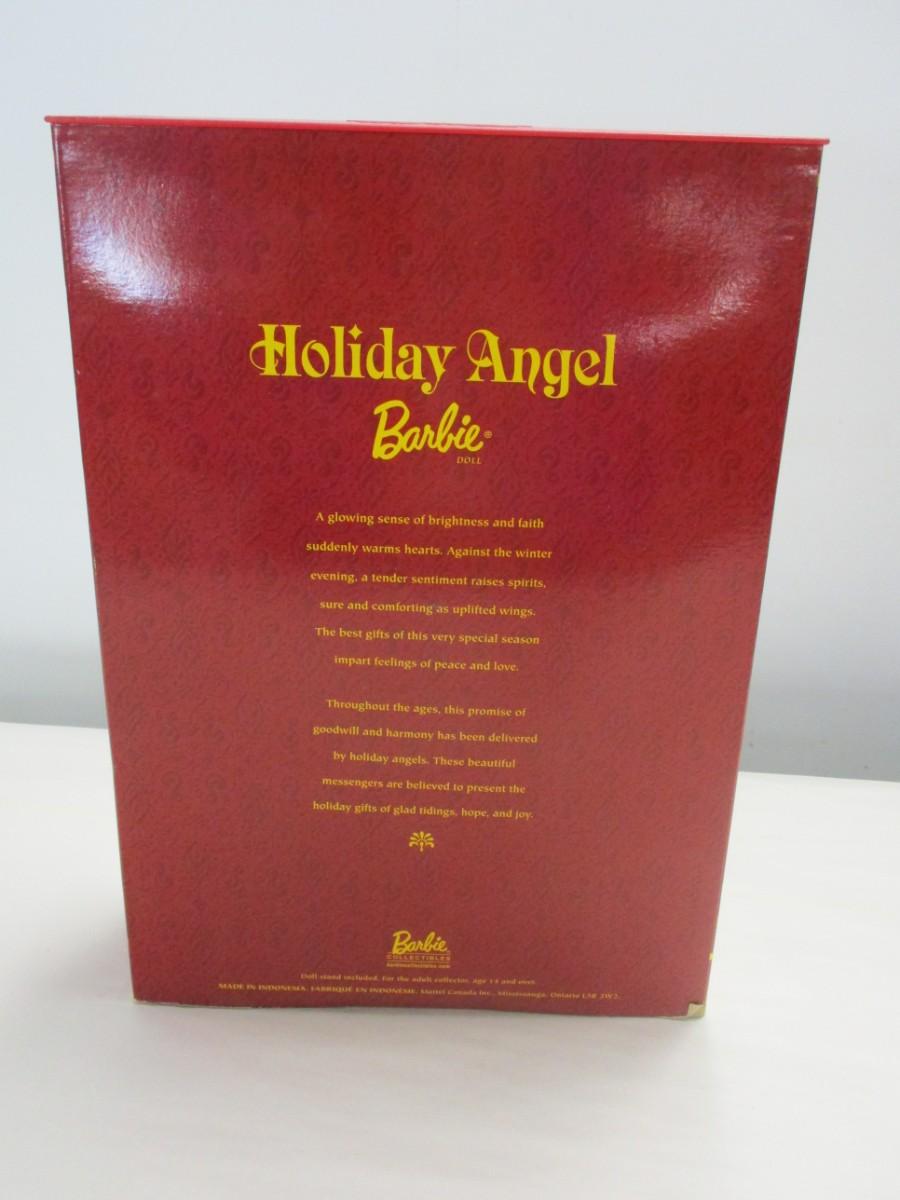 Holiday Angel
Barbie®
DOLL
A glowing sense of brightness and faith
suddenly warms hearts. Against the winter
evening, a tender sentiment raises spirits,
sure and comforting as uplifted wings.
The best gifts of this very special season
impart feelings of peace and love.
Throughout the ages, this promise of
goodwill and harmony has been delivered
by holiday angels. These beautiful
messengers are believed to present the
holiday gifts of glad tidings, hope, and joy.
Barbie
COLLECTIBLES
barbiecollectibles.com
Doll stand included. For the adult collector, age 14 and over.
MADE IN INDONESIA. FABRIQUÉ EN INDONÉSIE. Mattel Canada Inc., Mississauga, Ontario L5R 3W2.